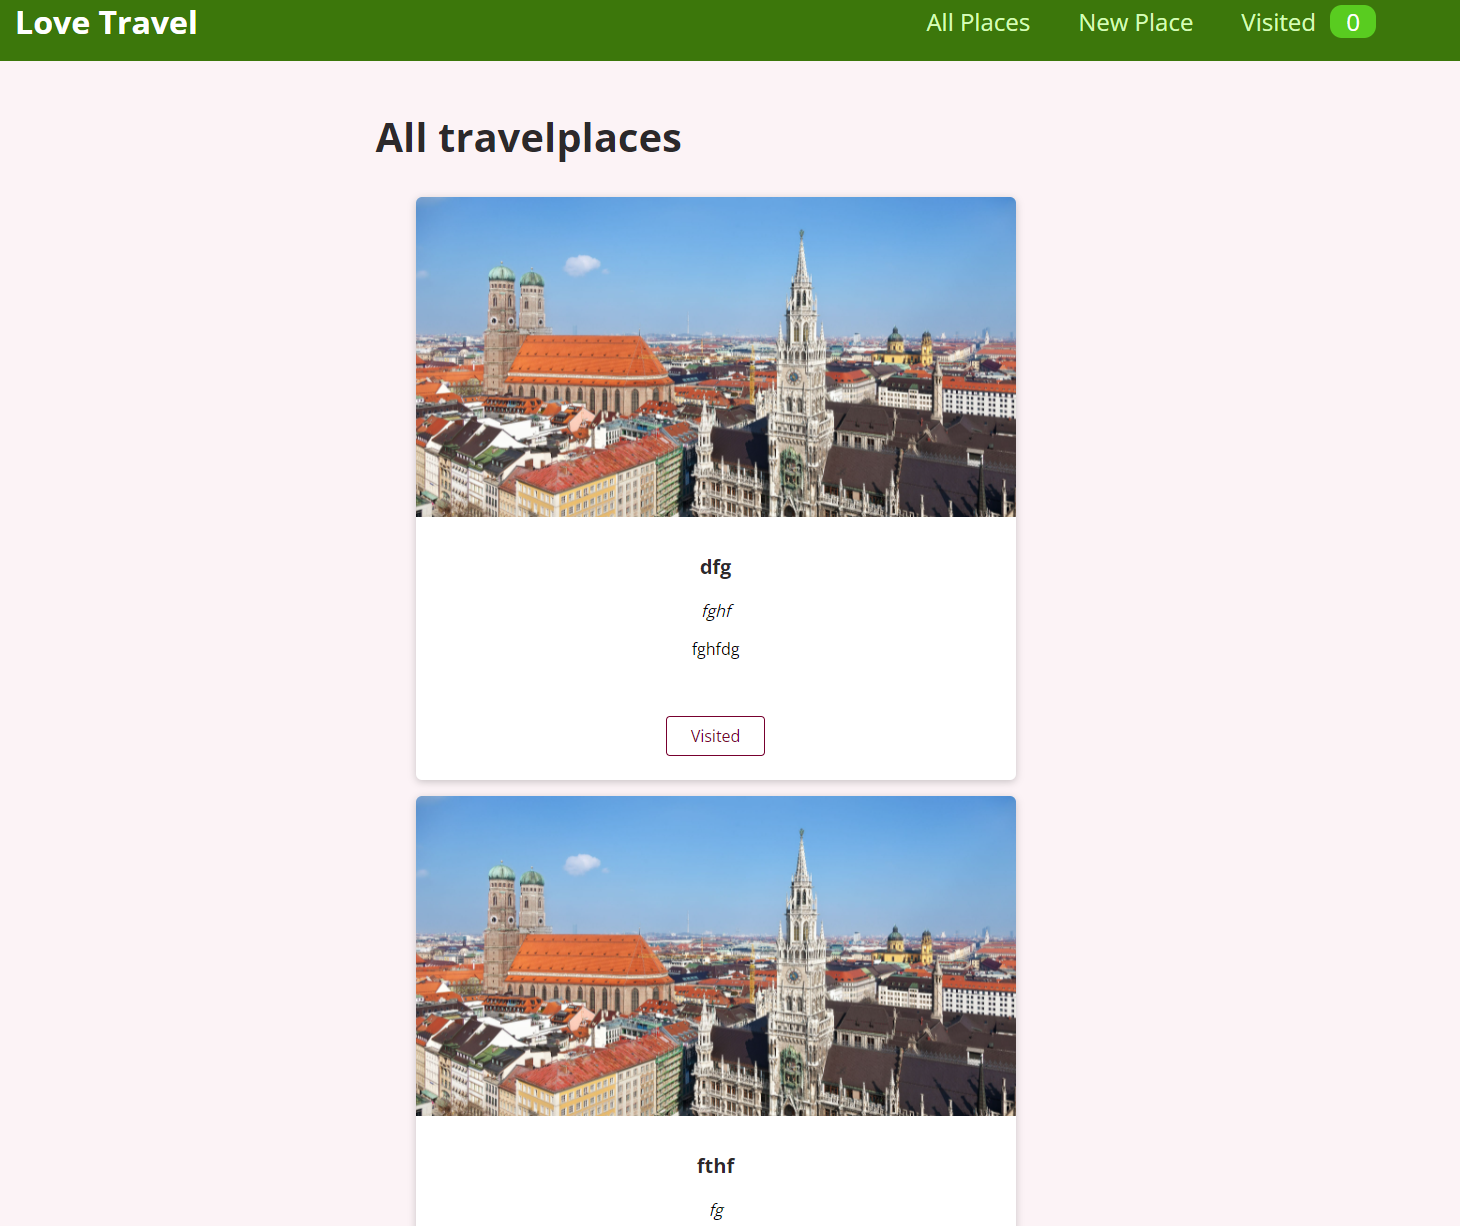 Love Travel
All Places New Place Visited 0
All travelplaces
dfg
fghf
fghfdg
Visited
fthf
fg